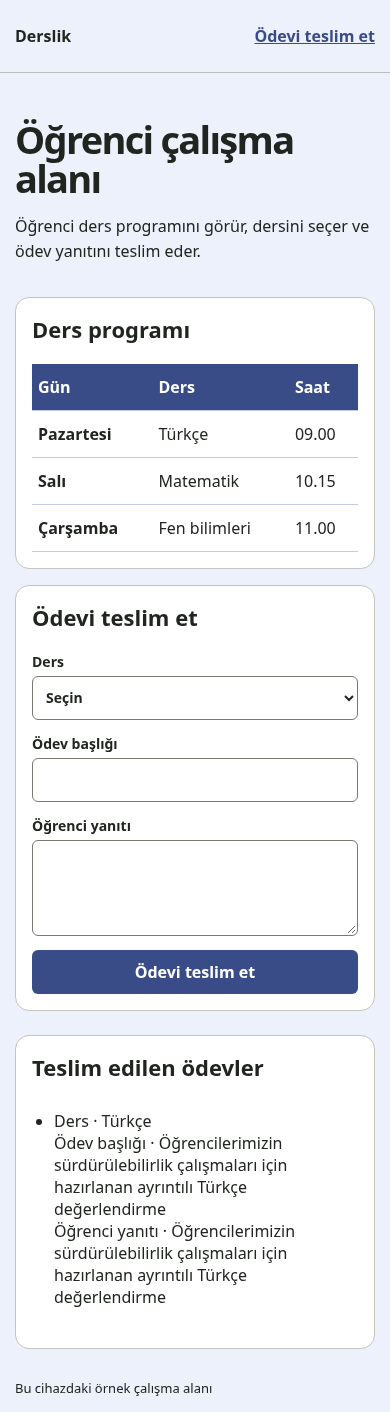 Derslik
Ödevi teslim et
Öğrenci çalışma
alanı
Öğrenci ders programını görür, dersini seçer ve
ödev yanıtını teslim eder.
Ders programı
Gün Ders Saat
Pazartesi Türkçe 09.00
Salı Matematik 10.15
Çarşamba Fen bilimleri 11.00
Ödevi teslim et
Ders
Seçin
Ödev başlığı
Öğrenci yanıtı
Ödevi teslim et
Teslim edilen ödevler
Ders · Türkçe
Ödev başlığı · Öğrencilerimizin
sürdürülebilirlik çalışmaları için
hazırlanan ayrıntılı Türkçe
değerlendirme
Öğrenci yanıtı · Öğrencilerimizin
sürdürülebilirlik çalışmaları için
hazırlanan ayrıntılı Türkçe
değerlendirme
Bu cihazdaki örnek çalışma alanı